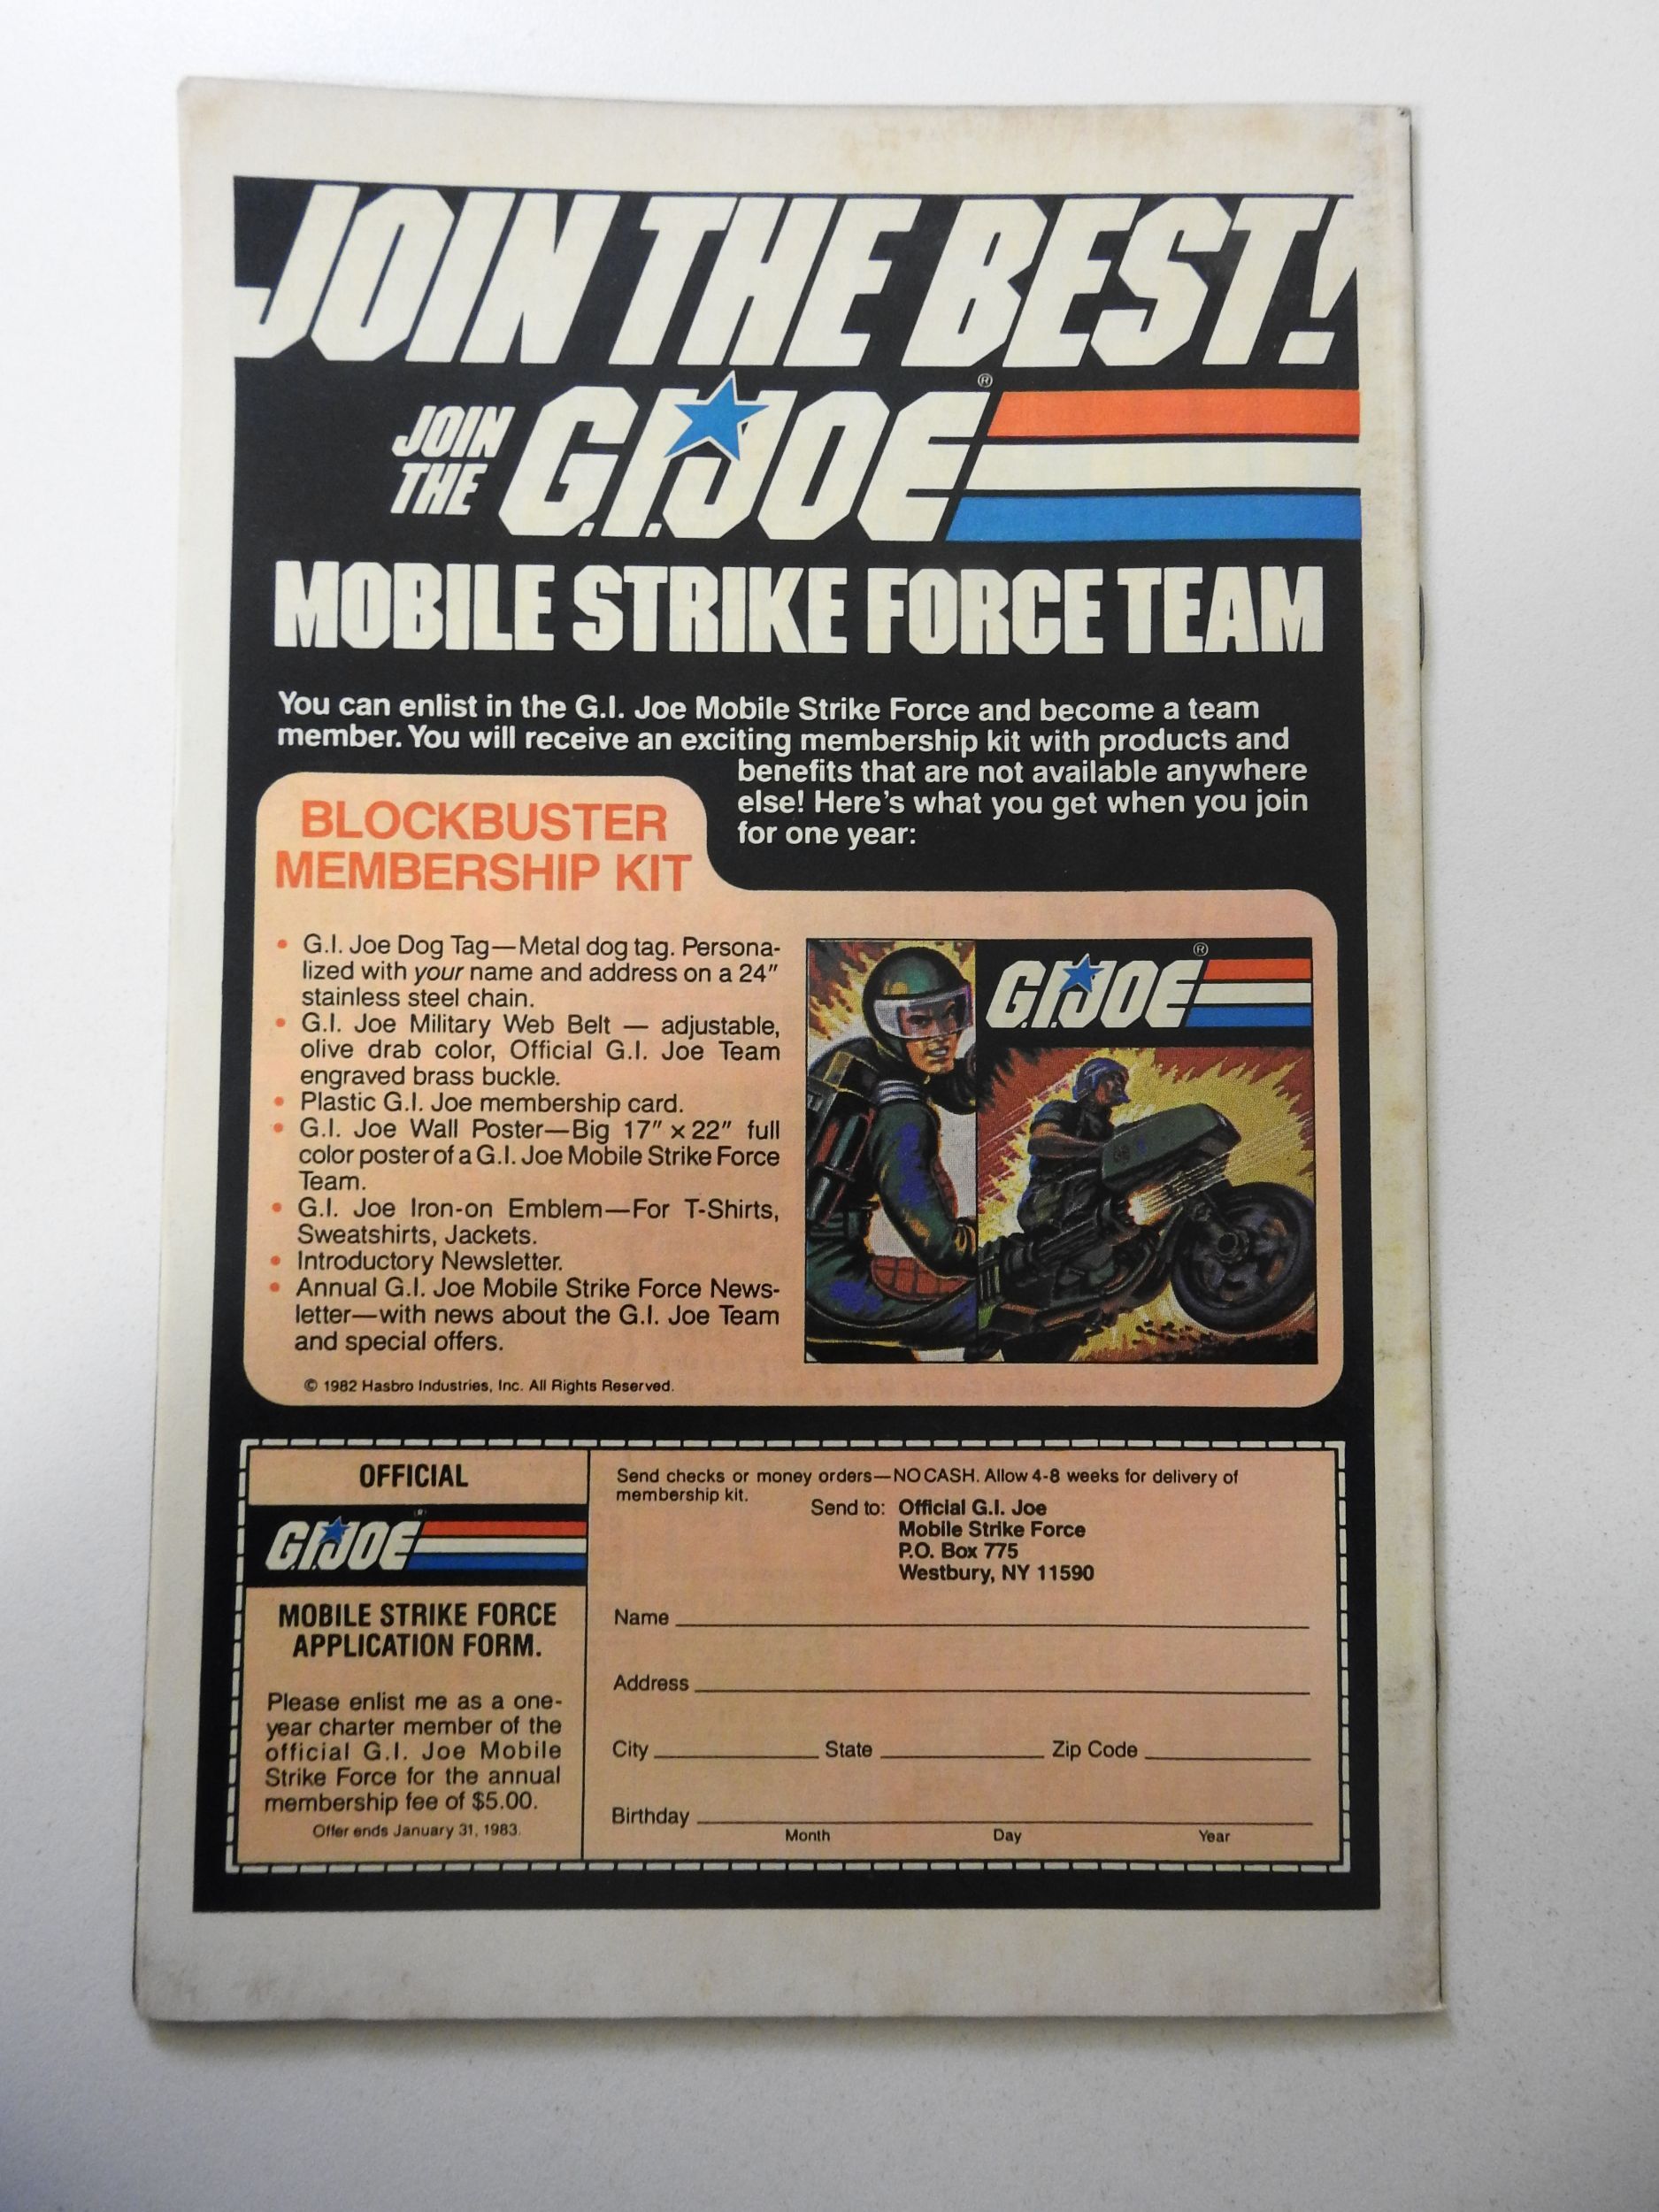 JOIN THE BEST!
JOIN
THE
G.I.JOE®
MOBILE STRIKE FORCE TEAM
You can enlist in the G.I. Joe Mobile Strike Force and become a team
member. You will receive an exciting membership kit with products and
benefits that are not available anywhere
else! Here's what you get when you join
for one year:
BLOCKBUSTER
MEMBERSHIP KIT
• G.I. Joe Dog Tag—Metal dog tag. Persona-
lized with your name and address on a 24″
stainless steel chain.
• G.I. Joe Military Web Belt — adjustable,
olive drab color, Official G.I. Joe Team
engraved brass buckle.
• Plastic G.I. Joe membership card.
• G.I. Joe Wall Poster—Big 17″ x 22″ full
color poster of a G.I. Joe Mobile Strike Force
Team.
• G.I. Joe Iron-on Emblem—For T-Shirts,
Sweatshirts, Jackets.
• Introductory Newsletter.
• Annual G.I. Joe Mobile Strike Force News-
letter—with news about the G.I. Joe Team
and special offers.
© 1982 Hasbro Industries, Inc. All Rights Reserved.
G.I.JOE®
OFFICIAL
G.I.JOE®
MOBILE STRIKE FORCE
APPLICATION FORM.
Please enlist me as a one-
year charter member of the
official G.I. Joe Mobile
Strike Force for the annual
membership fee of $5.00.
Offer ends January 31, 1983.
Send checks or money orders—NO CASH. Allow 4-8 weeks for delivery of
membership kit.
Send to: Official G.I. Joe
Mobile Strike Force
P.O. Box 775
Westbury, NY 11590
Name
Address
City State Zip Code
Birthday
Month Day Year